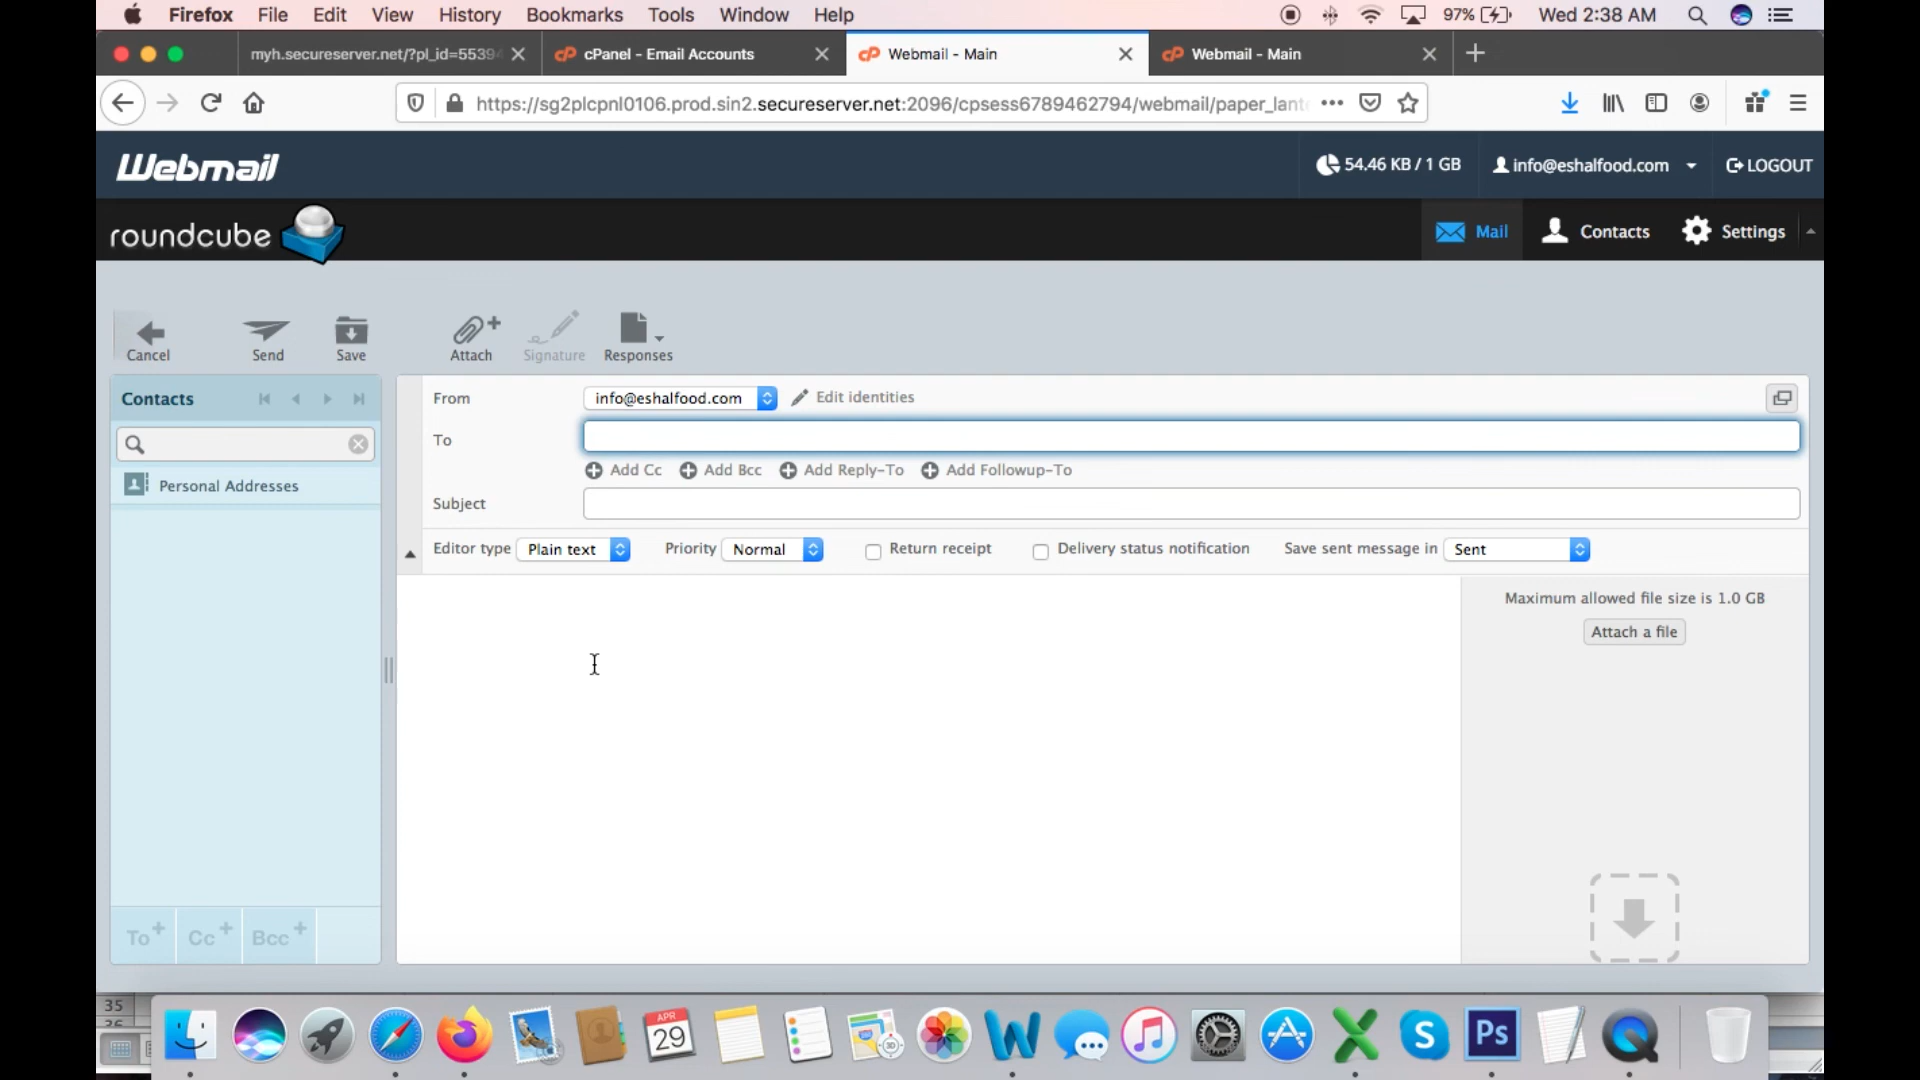 Firefox File Edit View History Bookmarks Tools Window Help 97% Wed 2:38 AM
myh.secureserver.net/?pl_id=5539 cPanel - Email Accounts Webmail - Main Webmail - Main
https://sg2plcpnl0106.prod.sin2.secureserver.net:2096/cpsess6789462794/webmail/paper_lant
Webmail 54.46 KB / 1 GB info@eshalfood.com LOGOUT
roundcube Mail Contacts Settings
Cancel Send Save Attach Signature Responses
Contacts
Personal Addresses
From info@eshalfood.com Edit identities
To
Add Cc Add Bcc Add Reply-To Add Followup-To
Subject
Editor type Plain text Priority Normal Return receipt Delivery status notification Save sent message in Sent
Maximum allowed file size is 1.0 GB
Attach a file
To+ Cc+ Bcc+
35
APR
29
Ps